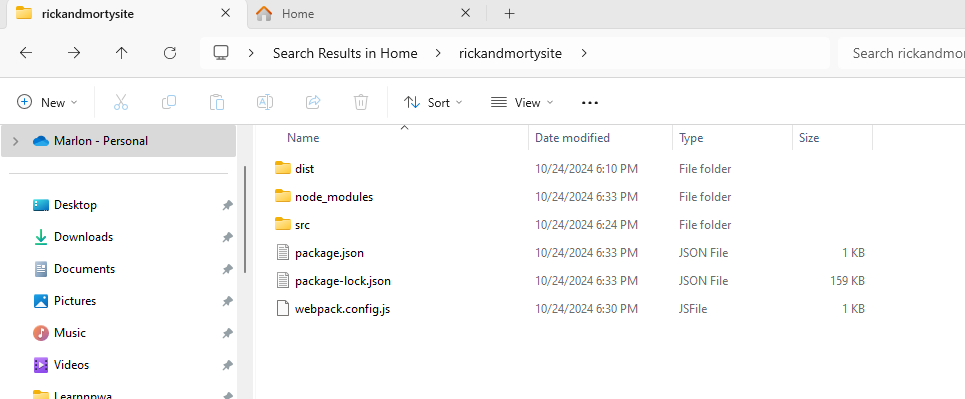 rickandmortysite
Home
Search Results in Home
rickandmortysite
Search rickandmo
New
Sort
View
Marlon - Personal
Desktop
Downloads
Documents
Pictures
Music
Videos
Learnnpwa
Name Date modified Type Size
dist 10/24/2024 6:10 PM File folder
node_modules 10/24/2024 6:33 PM File folder
src 10/24/2024 6:24 PM File folder
package.json 10/24/2024 6:33 PM JSON File 1 KB
package-lock.json 10/24/2024 6:33 PM JSON File 159 KB
webpack.config.js 10/24/2024 6:30 PM JSFile 1 KB